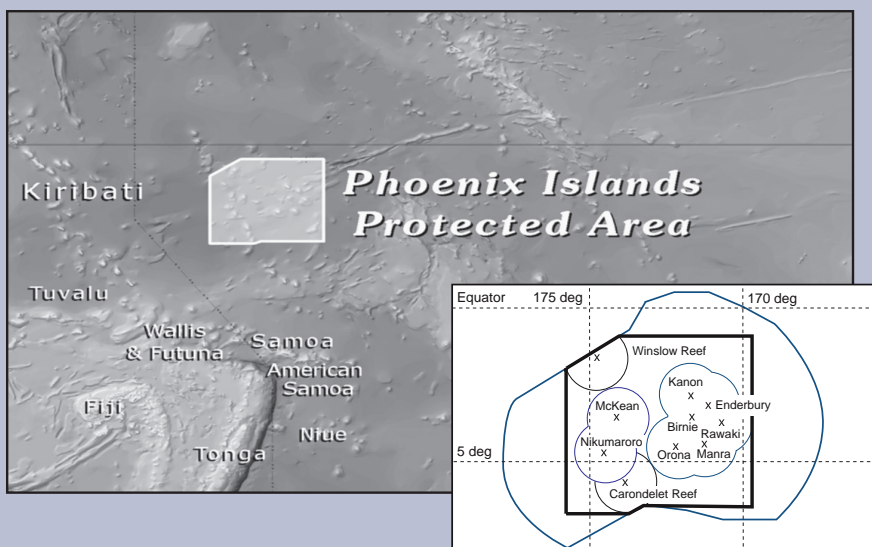 Phoenix Islands
Protected Area
Kiribati
Tuvalu
Wallis
& Futuna
Samoa
American
Samoa
Fiji
Niue
Tonga
Equator
175 deg
170 deg
Winslow Reef
Kanon
McKean
Enderbury
Birnie
Rawaki
Nikumaroro
Orona
Manra
5 deg
Carondelet Reef